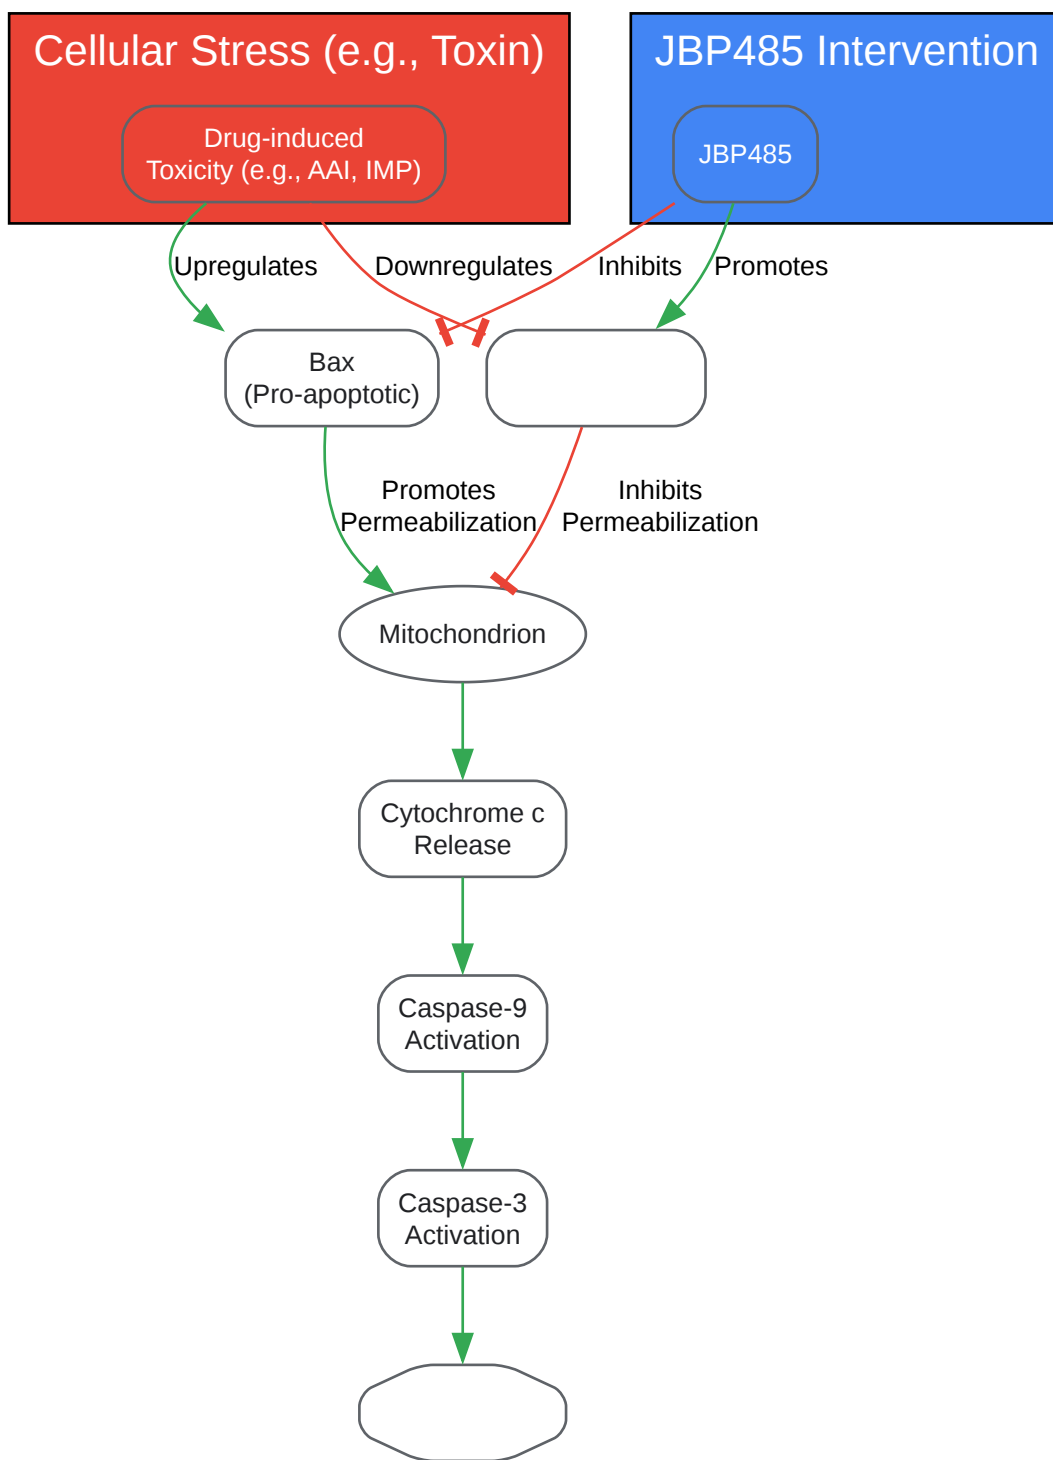 Cellular Stress (e.g., Toxin)
JBP485 Intervention
Drug-induced
Toxicity (e.g., AAI, IMP)
JBP485
Upregulates
Downregulates
Inhibits
Promotes
Bax
(Pro-apoptotic)
Promotes
Permeabilization
Inhibits
Permeabilization
Mitochondrion
Cytochrome c
Release
Caspase-9
Activation
Caspase-3
Activation